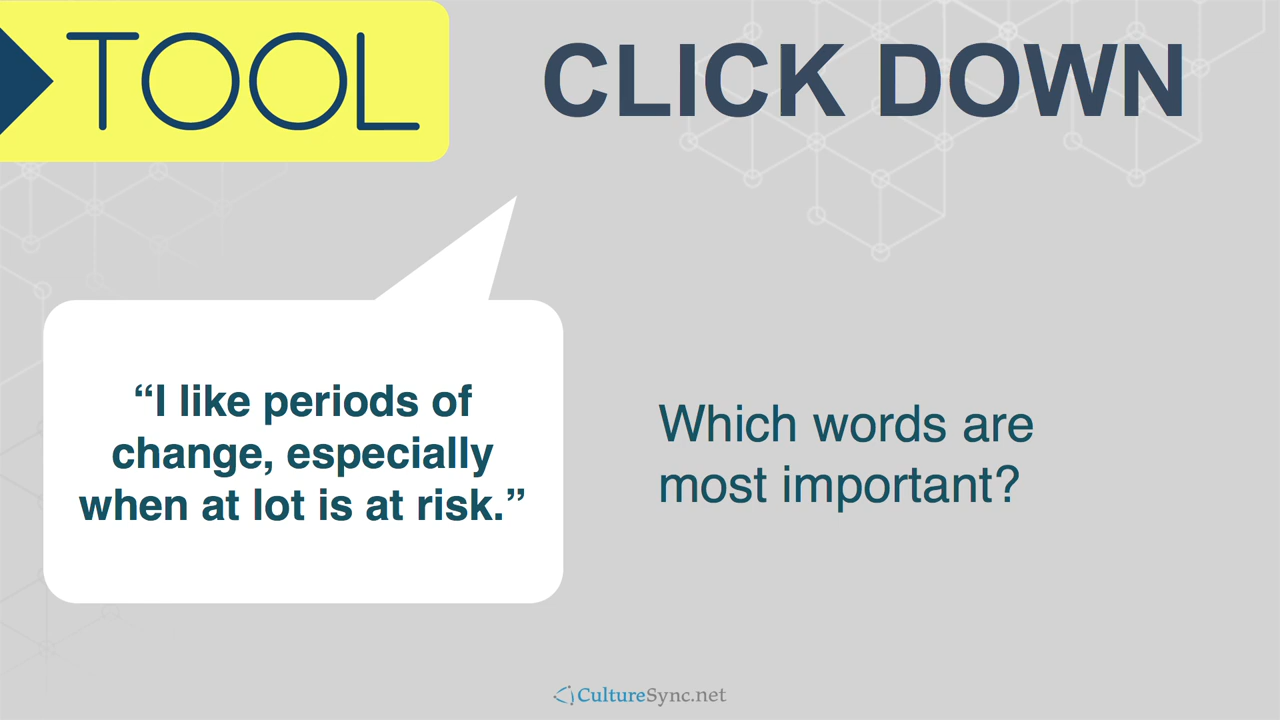 TOOL
CLICK DOWN
“I like periods of
change, especially
when at lot is at risk.”
Which words are
most important?
CultureSync.net